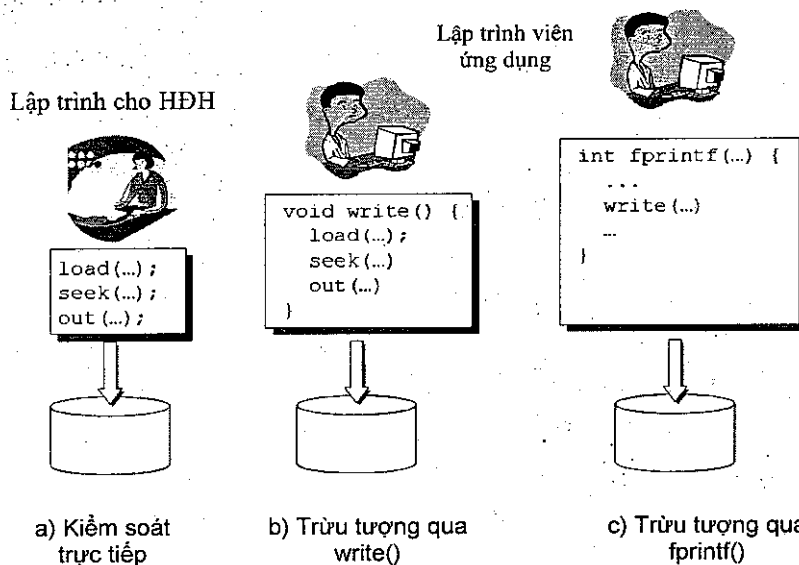 Lập trình viên
ứng dụng
Lập trình cho HĐH
load(…);
seek(…);
out(…);
void write() {
load(…);
seek(…)
out(…)
}
int fprintf(…) {
...
write(…)
…
}
a) Kiểm soát
trực tiếp
b) Trừu tượng qua
write()
c) Trừu tượng qua
fprintf()